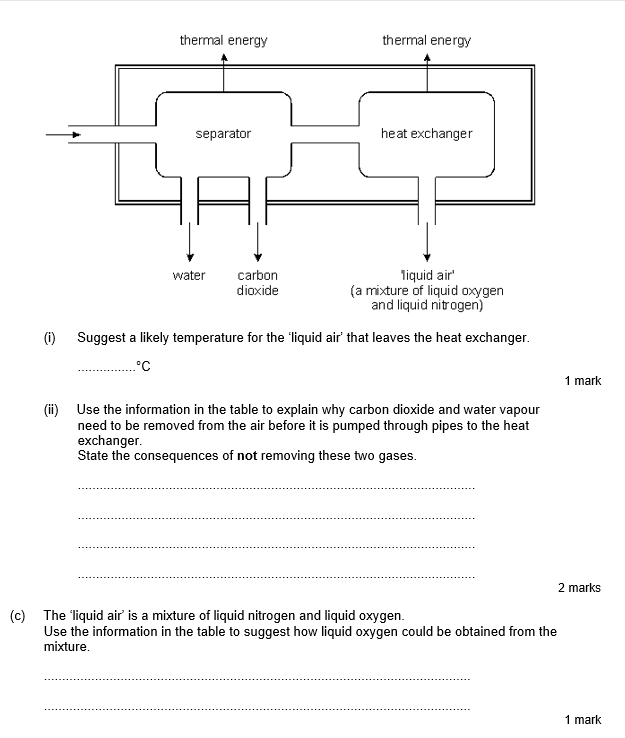 thermal energy
thermal energy
separator
heat exchanger
water
carbon
dioxide
'liquid air'
(a mixture of liquid oxygen
and liquid nitrogen)
(i) Suggest a likely temperature for the 'liquid air' that leaves the heat exchanger.
................°C
1 mark
(ii) Use the information in the table to explain why carbon dioxide and water vapour
need to be removed from the air before it is pumped through pipes to the heat
exchanger.
State the consequences of not removing these two gases.
2 marks
(c) The 'liquid air' is a mixture of liquid nitrogen and liquid oxygen.
Use the information in the table to suggest how liquid oxygen could be obtained from the
mixture.
1 mark